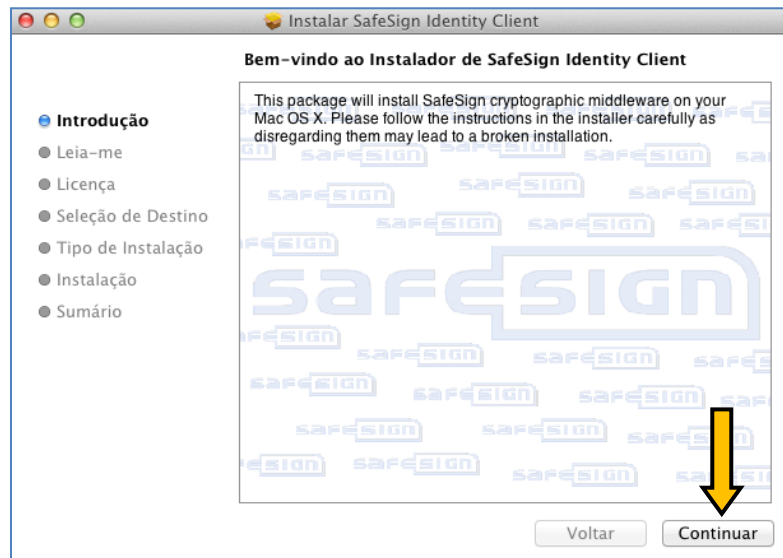 Instalar SafeSign Identity Client
Bem-vindo ao Instalador de SafeSign Identity Client
Introdução
Leia-me
Licença
Seleção de Destino
Tipo de Instalação
Instalação
Sumário
This package will install SafeSign cryptographic middleware on your
Mac OS X. Please follow the instructions in the installer carefully as
disregarding them may lead to a broken installation.
safesign
Voltar
Continuar